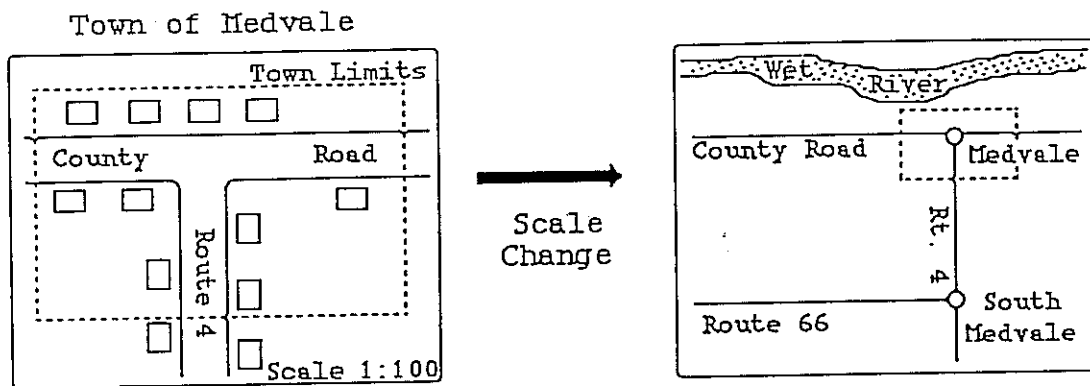 Town of Medvale
Town Limits
County Road
Route 4
Scale 1:100
Scale
Change
Wet
River
County Road
Medvale
Rt. 4
Route 66
South
Medvale